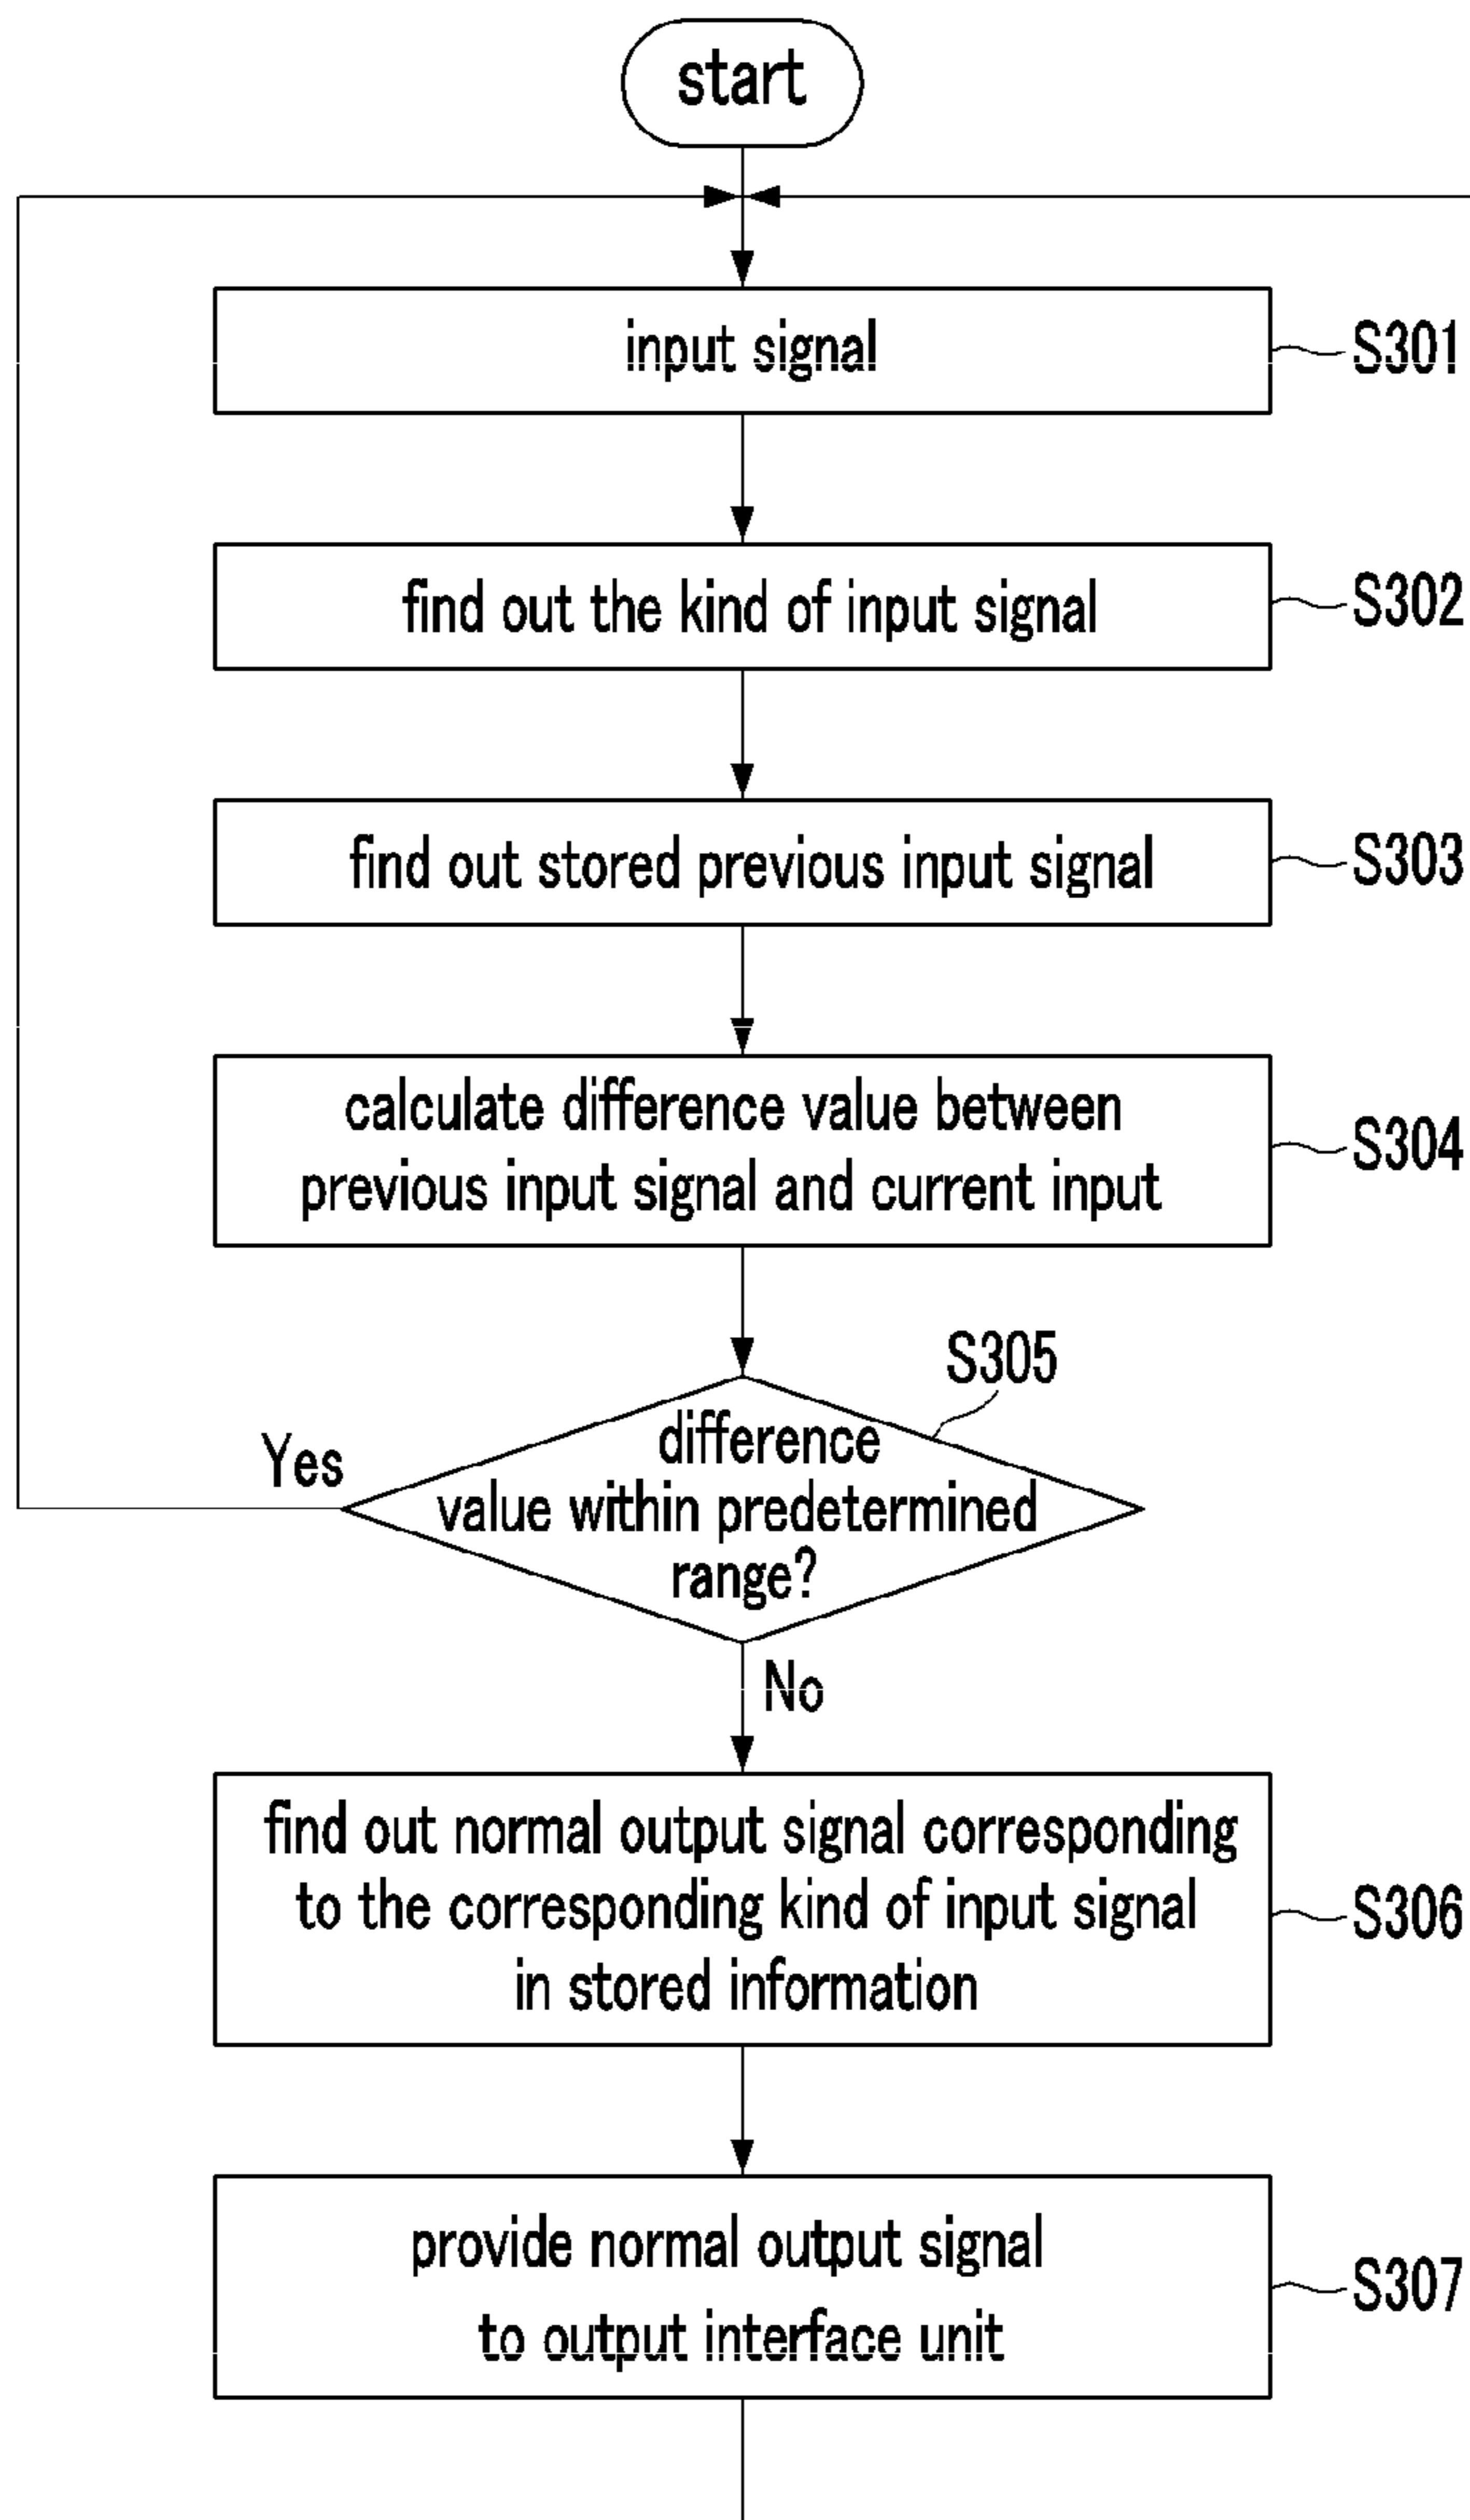 start
input signal
S301
find out the kind of input signal
S302
find out stored previous input signal
S303
calculate difference value between
previous input signal and current input
S304
S305
difference
value within predetermined
range?
Yes
No
find out normal output signal corresponding
to the corresponding kind of input signal
in stored information
S306
provide normal output signal
to output interface unit
S307